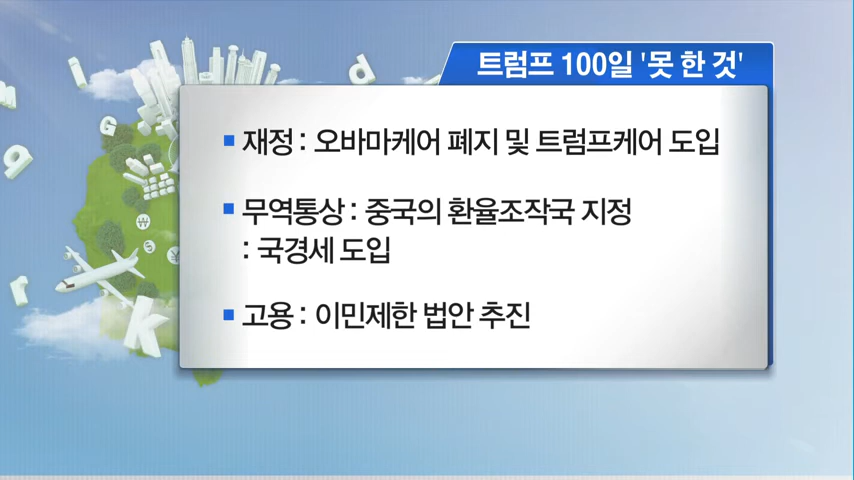 트럼프 100일 '못 한 것'
재정 : 오바마케어 폐지 및 트럼프케어 도입
무역통상 : 중국의 환율조작국 지정
: 국경세 도입
고용 : 이민제한 법안 추진